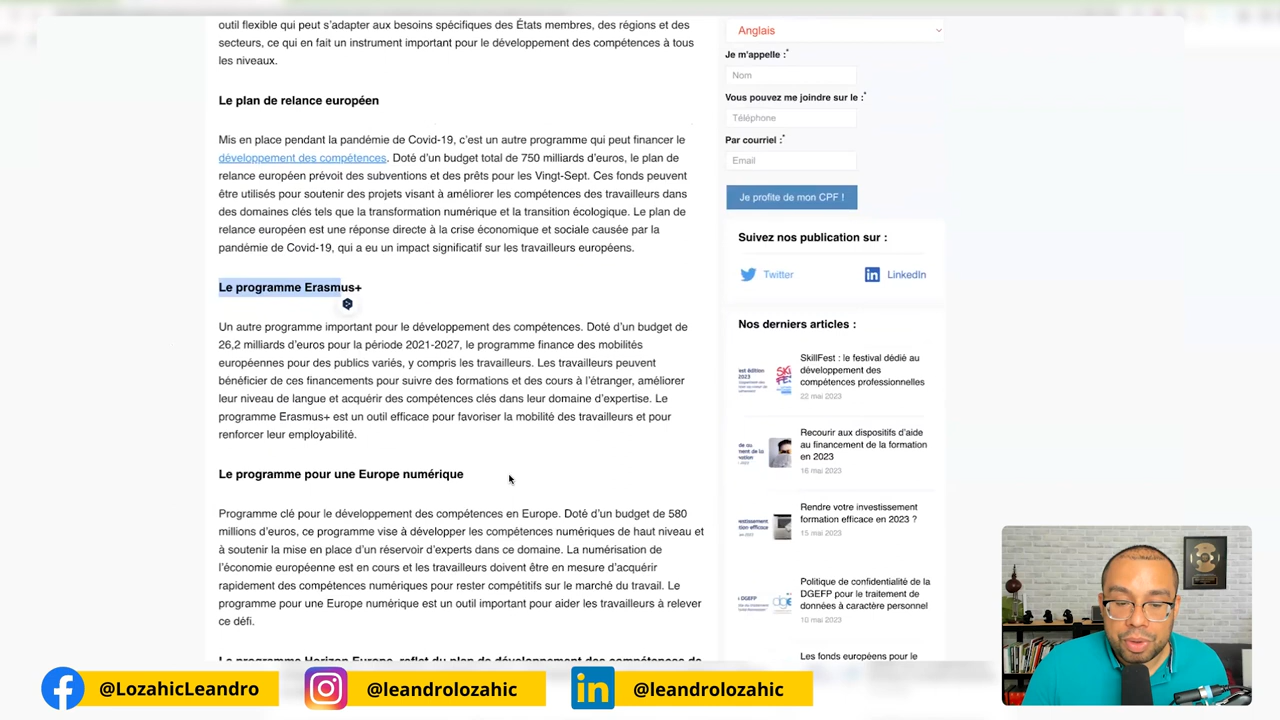 outil flexible qui peut s'adapter aux besoins spécifiques des États membres, des régions et des
secteurs, ce qui en fait un instrument important pour le développement des compétences à tous
les niveaux.
Le plan de relance européen
Mis en place pendant la pandémie de Covid-19, c'est un autre programme qui peut financer le
développement des compétences. Doté d'un budget total de 750 milliards d'euros, le plan de
relance européen prévoit des subventions et des prêts pour les Vingt-Sept. Ces fonds peuvent
être utilisés pour soutenir des projets visant à améliorer les compétences des travailleurs dans
des domaines clés tels que la transformation numérique et la transition écologique. Le plan de
relance européen est une réponse directe à la crise économique et sociale causée par la
pandémie de Covid-19, qui a eu un impact significatif sur les travailleurs européens.
Le programme Erasmus+
Un autre programme important pour le développement des compétences. Doté d'un budget de
26,2 milliards d'euros pour la période 2021-2027, le programme finance des mobilités
européennes pour des publics variés, y compris les travailleurs. Les travailleurs peuvent
bénéficier de ces financements pour suivre des formations et des cours à l'étranger, améliorer
leur niveau de langue et acquérir des compétences clés dans leur domaine d'expertise. Le
programme Erasmus+ est un outil efficace pour favoriser la mobilité des travailleurs et pour
renforcer leur employabilité.
Le programme pour une Europe numérique
Programme clé pour le développement des compétences en Europe. Doté d'un budget de 580
millions d'euros, ce programme vise à développer les compétences numériques de haut niveau et
à soutenir la mise en place d'un réservoir d'experts dans ce domaine. La numérisation de
l'économie européenne est en cours et les travailleurs doivent être en mesure d'acquérir
rapidement des compétences numériques pour rester compétitifs sur le marché du travail. Le
programme pour une Europe numérique est un outil important pour aider les travailleurs à relever
ce défi.
Le programme Horizon Europe, reflet du plan de développement des compétences de
Anglais
Je m'appelle :*
Nom
Vous pouvez me joindre sur le :*
Téléphone
Par courriel :*
Email
Je profite de mon CPF !
Suivez nos publication sur :
Twitter
LinkedIn
Nos derniers articles :
SkillFest : le festival dédié au
développement des
compétences professionnelles
22 mai 2023
Recourir aux dispositifs d'aide
au financement de la formation
en 2023
16 mai 2023
Rendre votre investissement
formation efficace en 2023 ?
15 mai 2023
Politique de confidentialité de la
DGEFP pour le traitement de
données à caractère personnel
10 mai 2023
Les fonds européens pour le
@LozahicLeandro
@leandrolozahic
@leandrolozahic